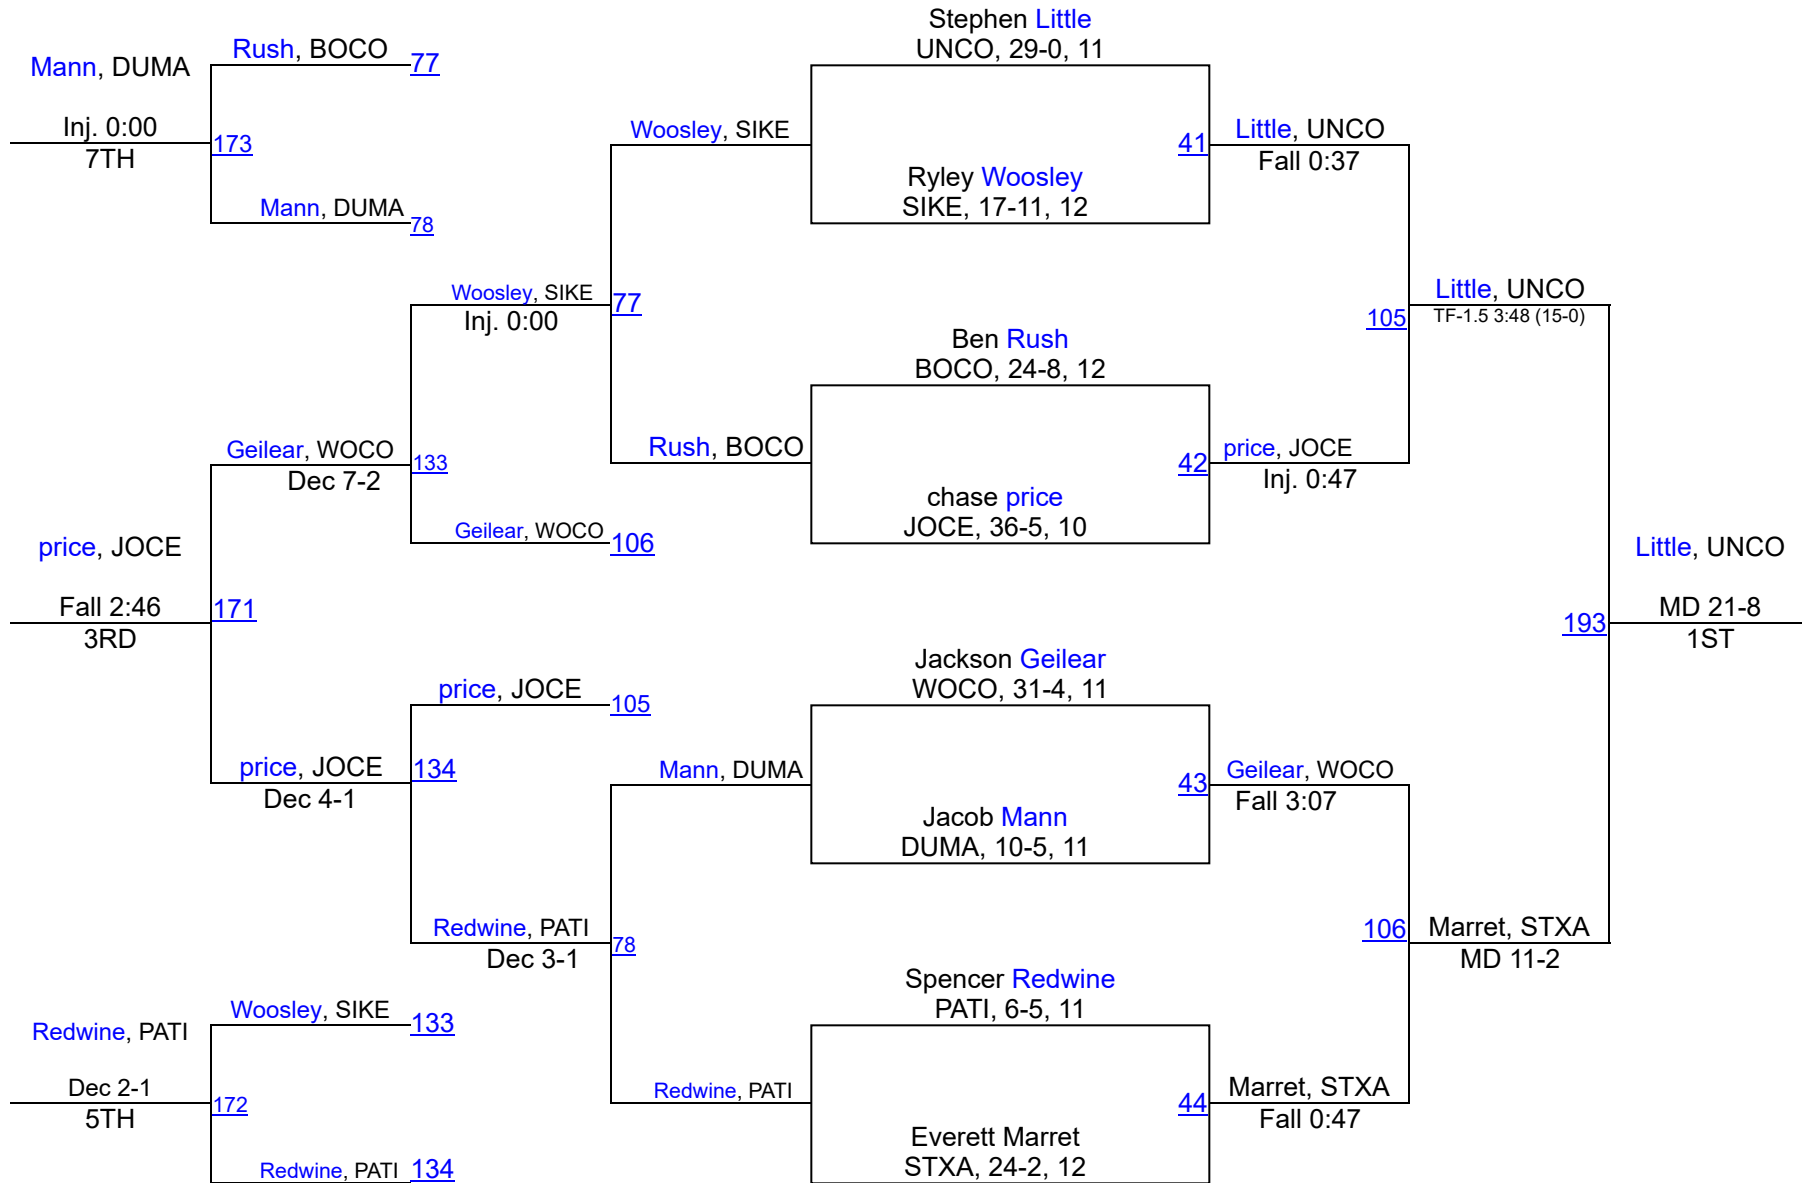 Mann, DUMA
Inj. 0:00
7TH
Rush, BOCO
77
173
Mann, DUMA
78
Woosley, SIKE
Inj. 0:00
77
Geilear, WOCO
Dec 7-2
133
Geilear, WOCO
106
price, JOCE
Fall 2:46
3RD
171
price, JOCE
105
price, JOCE
Dec 4-1
134
Redwine, PATI
Dec 3-1
78
Redwine, PATI
Dec 2-1
5TH
Woosley, SIKE
133
172
Redwine, PATI
134
Woosley, SIKE
Rush, BOCO
Mann, DUMA
Redwine, PATI
Stephen Little
UNCO, 29-0, 11
Ryley Woosley
SIKE, 17-11, 12
41
Ben Rush
BOCO, 24-8, 12
chase price
JOCE, 36-5, 10
42
Jackson Geilear
WOCO, 31-4, 11
Jacob Mann
DUMA, 10-5, 11
43
Spencer Redwine
PATI, 6-5, 11
Everett Marret
STXA, 24-2, 12
44
Little, UNCO
Fall 0:37
price, JOCE
Inj. 0:47
105
Geilear, WOCO
Fall 3:07
Marret, STXA
Fall 0:47
106
Little, UNCO
TF-1.5 3:48 (15-0)
Marret, STXA
MD 11-2
193
Little, UNCO
MD 21-8
1ST